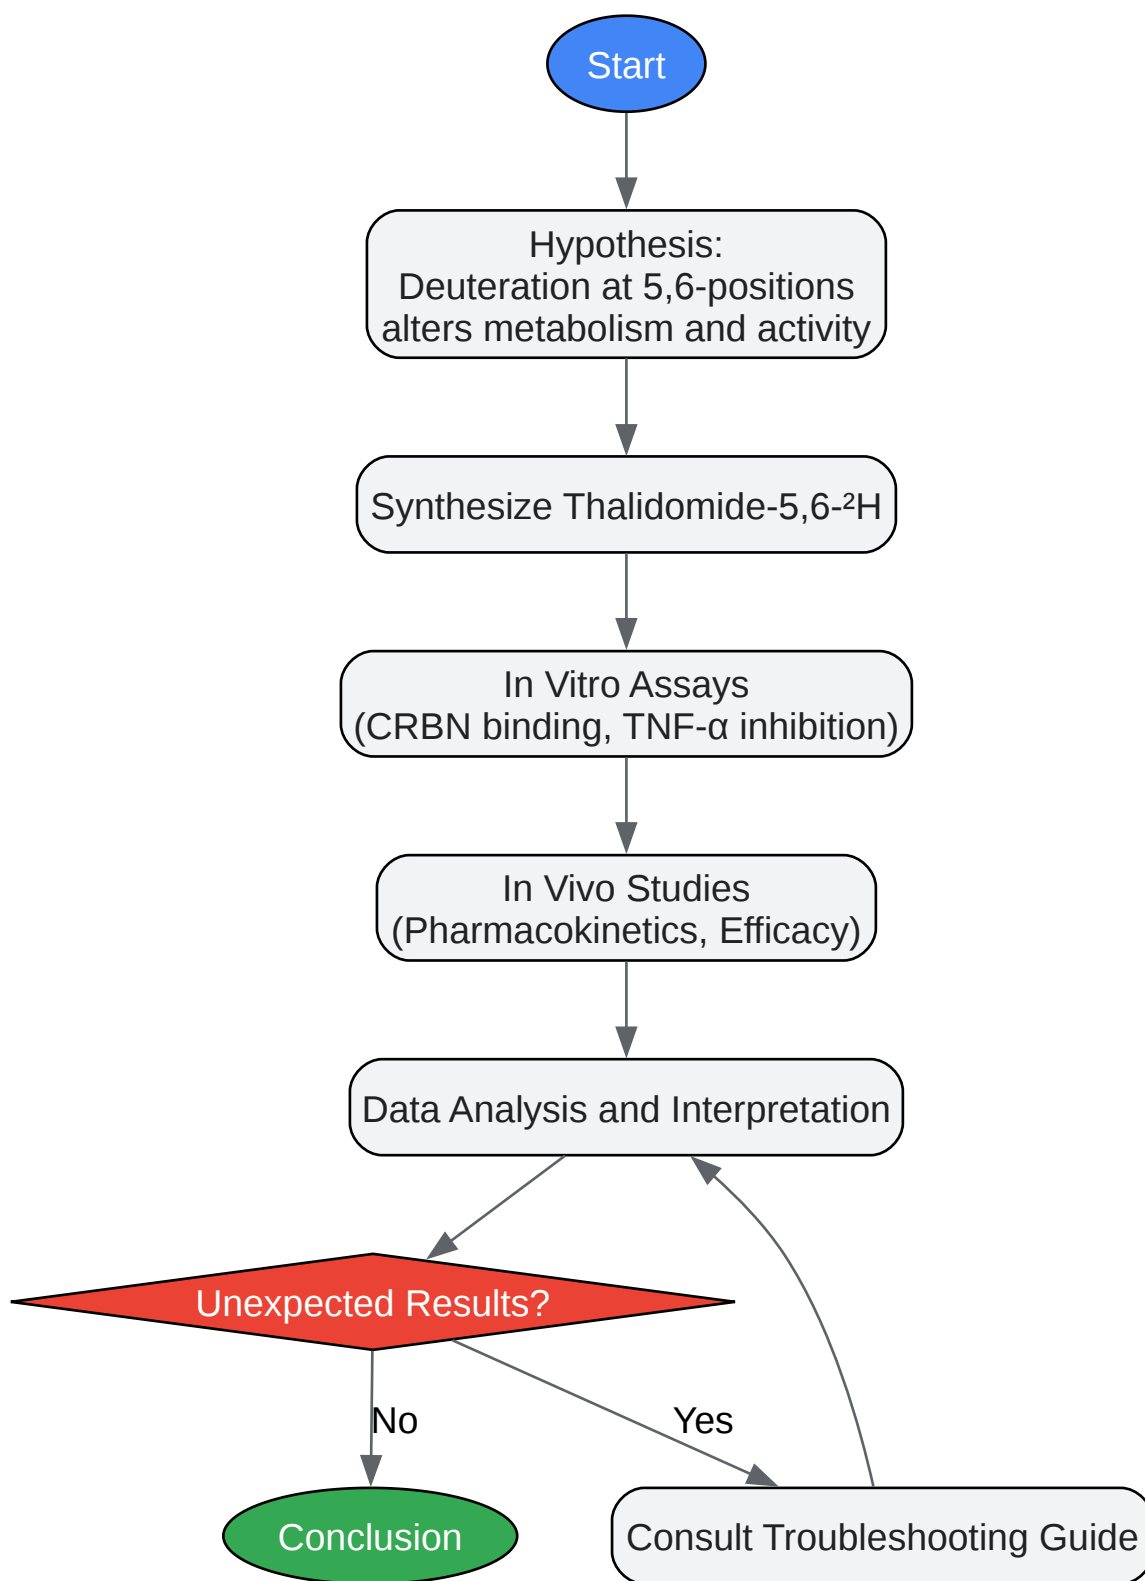 Start
Hypothesis:
Deuteration at 5,6-positions
alters metabolism and activity
Synthesize Thalidomide-5,6-²H
In Vitro Assays
(CRBN binding, TNF-α inhibition)
In Vivo Studies
(Pharmacokinetics, Efficacy)
Data Analysis and Interpretation
Unexpected Results?
No
Yes
Conclusion
Consult Troubleshooting Guide